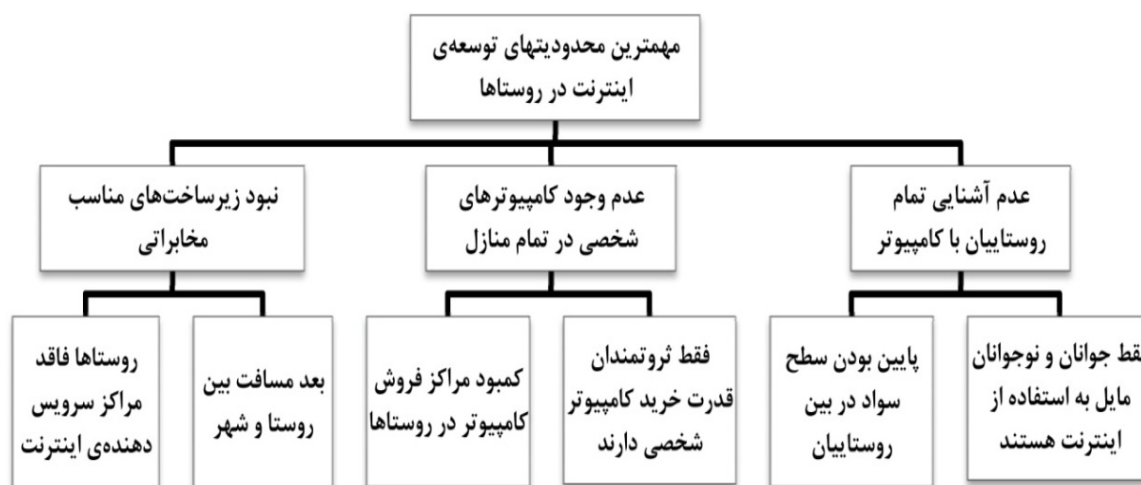 مهمترین محدودیتهای توسعه‌ی
اینترنت در روستاها
عدم آشنایی تمام
روستاییان با کامپیوتر
عدم وجود کامپیوترهای
شخصی در تمام منازل
نبود زیرساخت‌های مناسب
مخابراتی
فقط جوانان و نوجوانان
مایل به استفاده از
اینترنت هستند
پایین بودن سطح
سواد در بین
روستاییان
فقط ثروتمندان
قدرت خرید کامپیوتر
شخصی دارند
کمبود مراکز فروش
کامپیوتر در روستاها
بعد مسافت بین
روستا و شهر
روستاها فاقد
مراکز سرویس
دهنده‌ی اینترنت